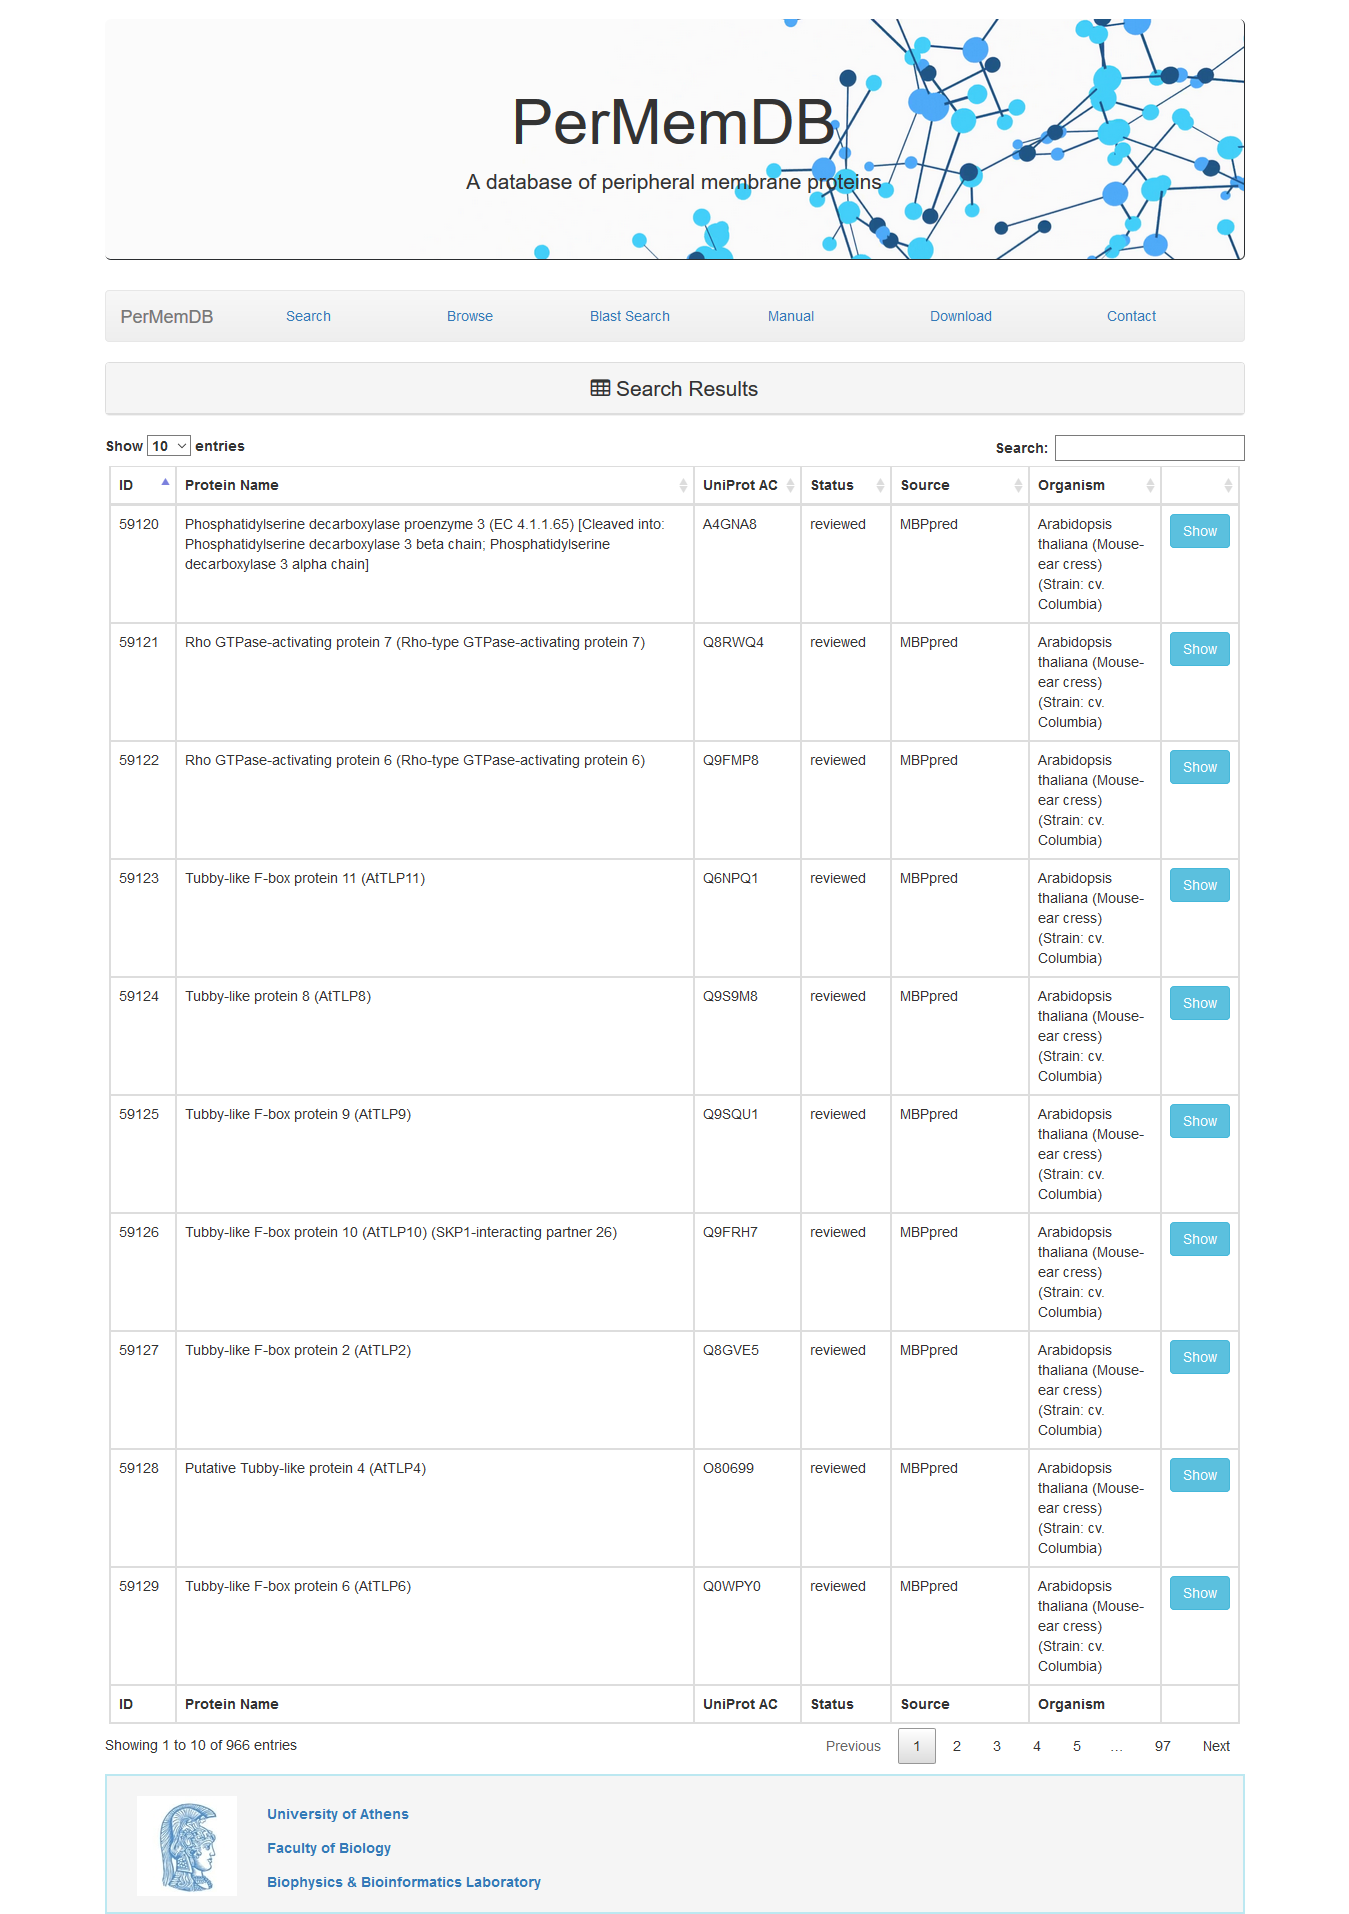 PerMemDB
A database of peripheral membrane proteins
PerMemDB Search Browse Blast Search Manual Download Contact
Search Results
Show 10 entries Search:
ID Protein Name UniProt AC Status Source Organism
59120 Phosphatidylserine decarboxylase proenzyme 3 (EC 4.1.1.65) [Cleaved into: A4GNA8 reviewed MBPpred Arabidopsis Show
Phosphatidylserine decarboxylase 3 beta chain; Phosphatidylserine thaliana (Mouse-
decarboxylase 3 alpha chain] ear cress)
(Strain: cv.
Columbia)
59121 Rho GTPase-activating protein 7 (Rho-type GTPase-activating protein 7) Q8RWQ4 reviewed MBPpred Arabidopsis Show
thaliana (Mouse-
ear cress)
(Strain: cv.
Columbia)
59122 Rho GTPase-activating protein 6 (Rho-type GTPase-activating protein 6) Q9FMP8 reviewed MBPpred Arabidopsis Show
thaliana (Mouse-
ear cress)
(Strain: cv.
Columbia)
59123 Tubby-like F-box protein 11 (AtTLP11) Q6NPQ1 reviewed MBPpred Arabidopsis Show
thaliana (Mouse-
ear cress)
(Strain: cv.
Columbia)
59124 Tubby-like protein 8 (AtTLP8) Q9S9M8 reviewed MBPpred Arabidopsis Show
thaliana (Mouse-
ear cress)
(Strain: cv.
Columbia)
59125 Tubby-like F-box protein 9 (AtTLP9) Q9SQU1 reviewed MBPpred Arabidopsis Show
thaliana (Mouse-
ear cress)
(Strain: cv.
Columbia)
59126 Tubby-like F-box protein 10 (AtTLP10) (SKP1-interacting partner 26) Q9FRH7 reviewed MBPpred Arabidopsis Show
thaliana (Mouse-
ear cress)
(Strain: cv.
Columbia)
59127 Tubby-like F-box protein 2 (AtTLP2) Q8GVE5 reviewed MBPpred Arabidopsis Show
thaliana (Mouse-
ear cress)
(Strain: cv.
Columbia)
59128 Putative Tubby-like protein 4 (AtTLP4) O80699 reviewed MBPpred Arabidopsis Show
thaliana (Mouse-
ear cress)
(Strain: cv.
Columbia)
59129 Tubby-like F-box protein 6 (AtTLP6) Q0WPY0 reviewed MBPpred Arabidopsis Show
thaliana (Mouse-
ear cress)
(Strain: cv.
Columbia)
ID Protein Name UniProt AC Status Source Organism
Showing 1 to 10 of 966 entries Previous 1 2 3 4 5 … 97 Next
University of Athens
Faculty of Biology
Biophysics & Bioinformatics Laboratory